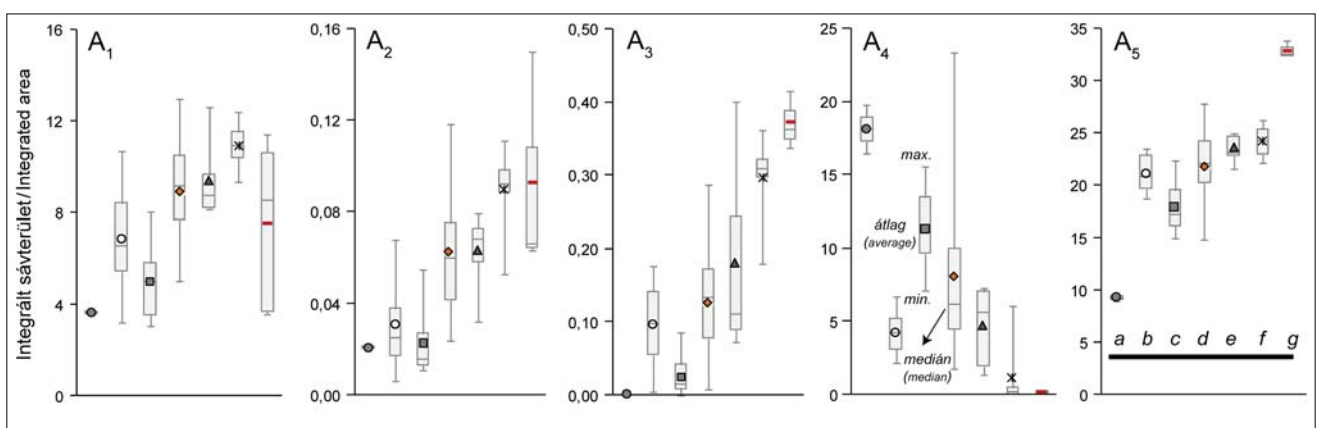 Integrált sávterület/Integrated area
A1
16
12
8
4
0
A2
0,16
0,12
0,08
0,04
0,00
A3
0,50
0,40
0,30
0,20
0,10
0,00
A4
25
20
15
10
5
0
max.
átlag
(average)
min.
medián
(median)
A5
35
30
25
20
15
10
5
0
a b c d e f g